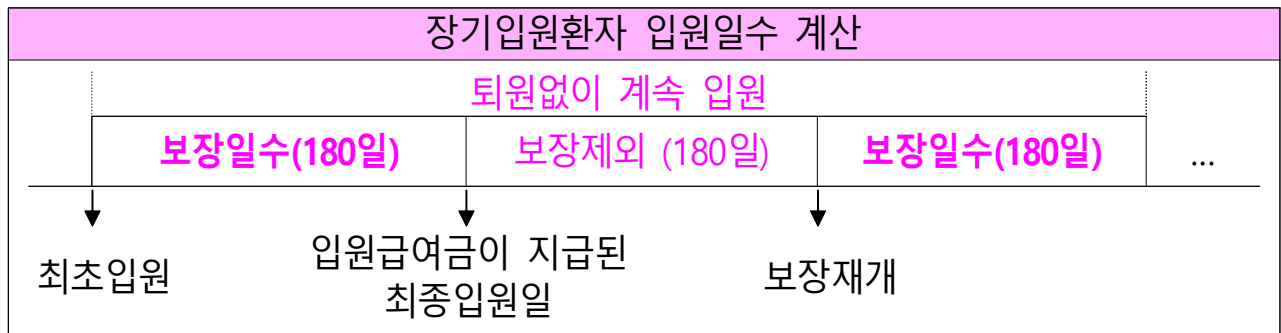 장기입원환자 입원일수 계산
퇴원없이 계속 입원
보장일수(180일) 보장제외 (180일) 보장일수(180일) ...
최초입원 입원급여금이 지급된 보장재개
최종입원일